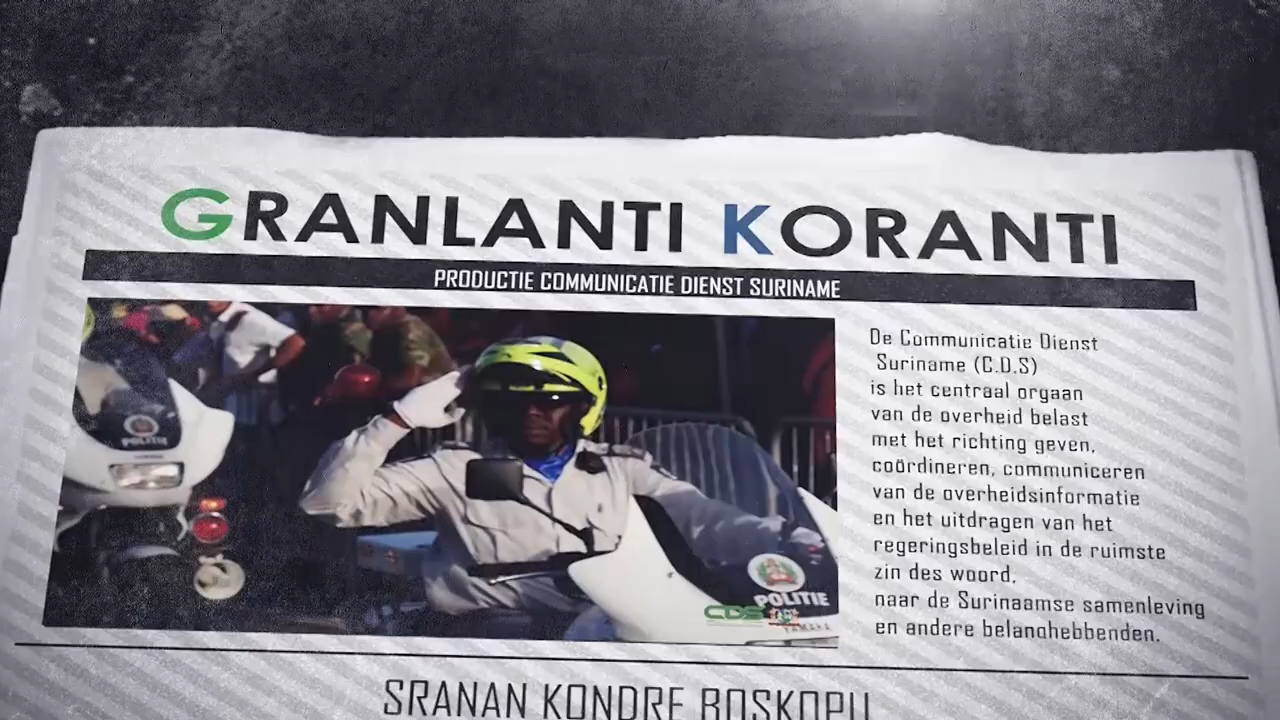 GRANLANTI KORANTI
PRODUCTIE COMMUNICATIE DIENST SURINAME
De Communicatie Dienst
Suriname (C.D.S)
is het centraal orgaan
van de overheid belast
met het richting geven,
coördineren, communiceren
van de overheidsinformatie
en het uitdragen van het
regeringsbeleid in de ruimste
zin des woord,
naar de Surinaamse samenleving
en andere belanghebbenden.
POLITIE
POLITIE
CDS
YAMAHA
SRANAN KONDRE BOSKOPU